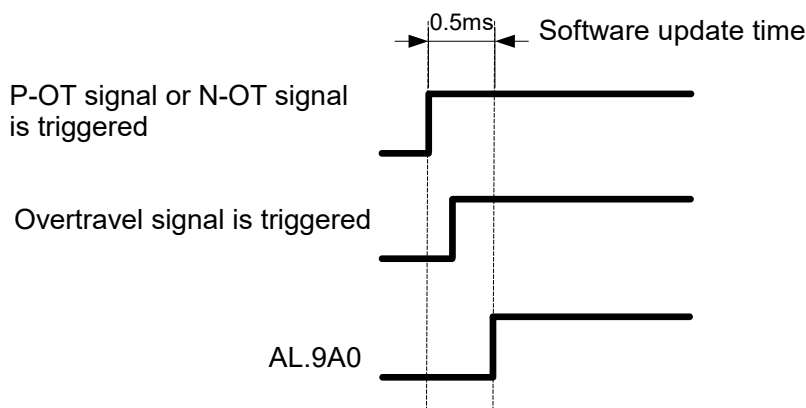 0.5ms
Software update time
P-OT signal or N-OT signal
is triggered
Overtravel signal is triggered
AL.9A0